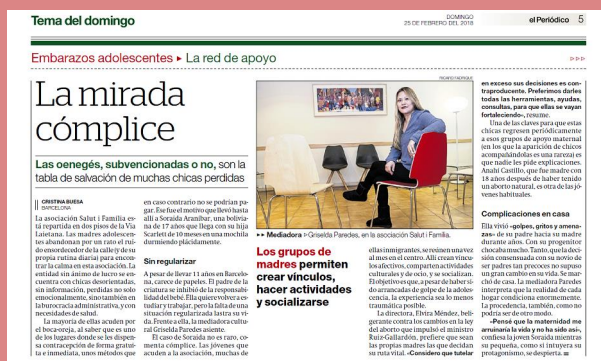 Tema del domingo
DOMINGO
25 DE FEBRERO DEL 2018
el Periódico 5
Embarazos adolescentes ▸ La red de apoyo
▷▷▷
La mirada
cómplice
Las oenegés, subvencionadas o no, son la
tabla de salvación de muchas chicas perdidas
CRISTINA BUESA
BARCELONA
La asociación Salut i Família es-
tá repartida en dos pisos de la Via
Laietana. Las madres adolescen-
tes abandonan por un rato el rui-
do ensordecedor de la calle (y de su
propia rutina diaria) para encon-
trar la calma en esta asociación. La
entidad sin ánimo de lucro se en-
cuentra con chicas desorientadas,
sin información, perdidas no solo
emocionalmente, sino también en
la burocracia administrativa, y con
necesidades de salud.
La mayoría de ellas acuden por
el boca-oreja, al saber que es uno
de los lugares donde se les dispen-
sa contracepción de forma gratui-
ta e inmediata, unos métodos que
en caso contrario no se podrían pa-
gar. Ese fue el motivo que llevó hasta
allí a Soraida Araníbar, una bolivia-
na de 17 años que llega con su hija
Scarlet de 10 meses en una mochila
durmiendo plácidamente.
Sin regularizar
A pesar de llevar 11 años en Barcelo-
na, carece de papeles. El padre de la
criatura se inhibió de la responsabi-
lidad del bebé. Ella quiere volver a es-
tudiar y trabajar, pero la falta de una
situación regularizada lastra su vi-
da. Frente a ella, la mediadora cultu-
ral Griselda Paredes asiente.
El caso de Soraida no es raro, co-
menta Castellano. Las jóvenes que
acuden a la asociación, muchas de
RICARD FADRIQUE
▸▸ Mediadora ▷ Griselda Paredes, en la asociación Salut i Família.
Los grupos de
madres permiten
crear vínculos,
hacer actividades
y socializarse
ellas inmigrantes, se reúnen una vez
al mes en el centro. Allí crean víncu-
los afectivos, comparten actividades
culturales y de ocio, y se socializan.
El objetivo es que, a pesar de haber si-
do arrancadas de golpe de la adoles-
cencia, la experiencia sea lo menos
traumática posible.
La directora, Elvira Méndez, beli-
gerante contra los cambios en la ley
del aborto que impulsó el ministro
Ruiz-Gallardón, prefiere que sean
las propias madres las que decidan
su ruta vital. «Considero que tutelar
en exceso sus decisiones es con-
traproducente. Preferimos darles
todas las herramientas, ayudas,
consultas, para que ellas se vayan
fortaleciendo», resume.
Una de las claves para que estas
chicas regresen periódicamente
a esos grupos de apoyo maternal
(en los que la aparición de chicos
acompañándolas es una rareza) es
que nadie les pide explicaciones.
Anahí Castillo, que fue madre con
18 años después de haber tenido
un aborto natural, es otra de las jó-
venes habituales.
Complicaciones en casa
Ella vivió «golpes, gritos y amena-
zas» de su padre hacia su madre
durante años. Con su progenitor
chocaba mucho. Tanto, que la deci-
sión consensuada con su novio de
ser padres tan precoces no supuso
un gran cambio en su vida. Se mar-
chó de casa. La mediadora Paredes
interpreta que la realidad de cada
hogar condiciona enormemente.
La procedencia, también, como no
podría ser de otro modo.
«Pensé que la maternidad me
arruinaría la vida y no ha sido así»,
confiesa la joven Soraida mientras
su pequeña, como si intuyera su
protagonismo, se despierta.